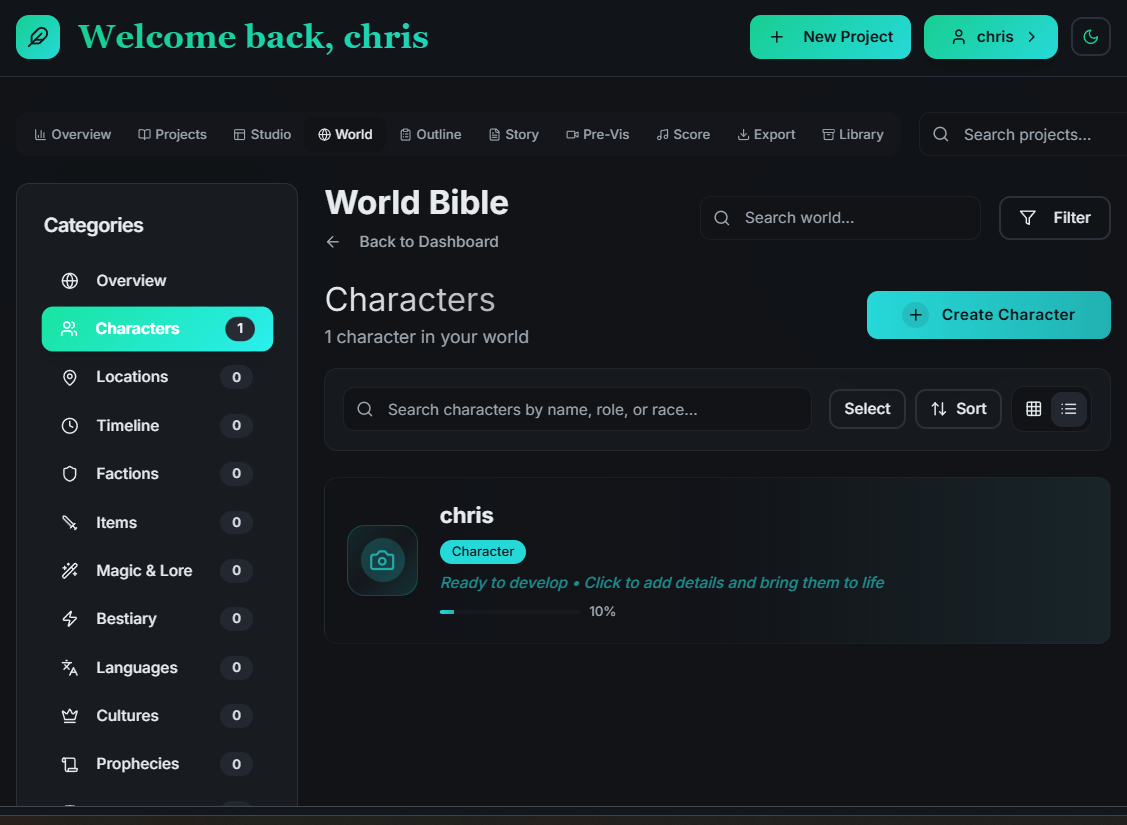 Welcome back, chris
New Project
chris
Overview
Projects
Studio
World
Outline
Story
Pre-Vis
Score
Export
Library
Search projects...
Categories
Overview
Characters 1
Locations 0
Timeline 0
Factions 0
Items 0
Magic & Lore 0
Bestiary 0
Languages 0
Cultures 0
Prophecies 0
World Bible
Back to Dashboard
Search world...
Filter
Characters
1 character in your world
Create Character
Search characters by name, role, or race...
Select
Sort
chris
Character
Ready to develop • Click to add details and bring them to life
10%